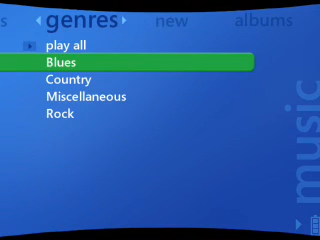 s genres new albums
play all
Blues
Country
Miscellaneous
Rock
music